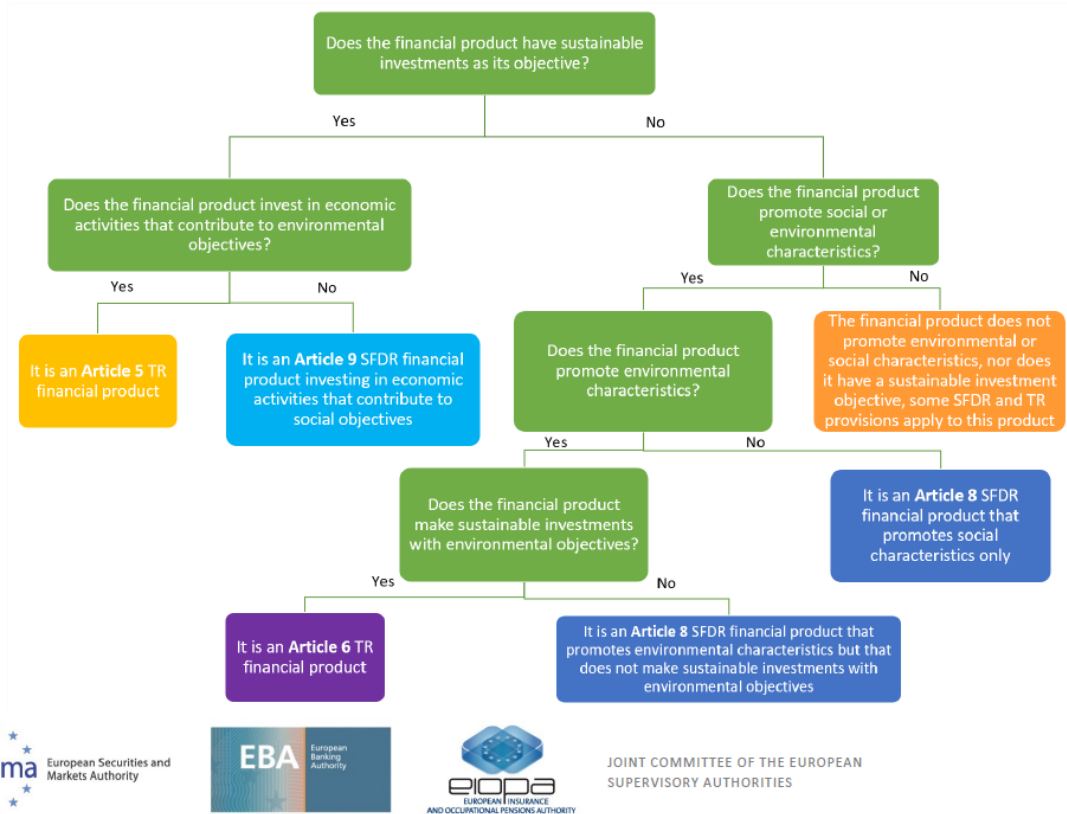 Does the financial product have sustainable
investments as its objective?
Yes
No
Does the financial product invest in economic
activities that contribute to environmental
objectives?
Does the financial product
promote social or
environmental
characteristics?
Yes
No
Yes
No
It is an Article 5 TR
financial product
It is an Article 9 SFDR financial
product investing in economic
activities that contribute to
social objectives
Does the financial product
promote environmental
characteristics?
The financial product does not
promote environmental or
social characteristics, nor does
it have a sustainable investment
objective, some SFDR and TR
provisions apply to this product
Yes
No
Does the financial product
make sustainable investments
with environmental objectives?
It is an Article 8 SFDR
financial product that
promotes social
characteristics only
Yes
No
It is an Article 6 TR
financial product
It is an Article 8 SFDR financial product that
promotes environmental characteristics but that
does not make sustainable investments with
environmental objectives
ma
European Securities and
Markets Authority
EBA
European
Banking
Authority
eiopa
EUROPEAN INSURANCE
AND OCCUPATIONAL PENSIONS AUTHORITY
JOINT COMMITTEE OF THE EUROPEAN
SUPERVISORY AUTHORITIES